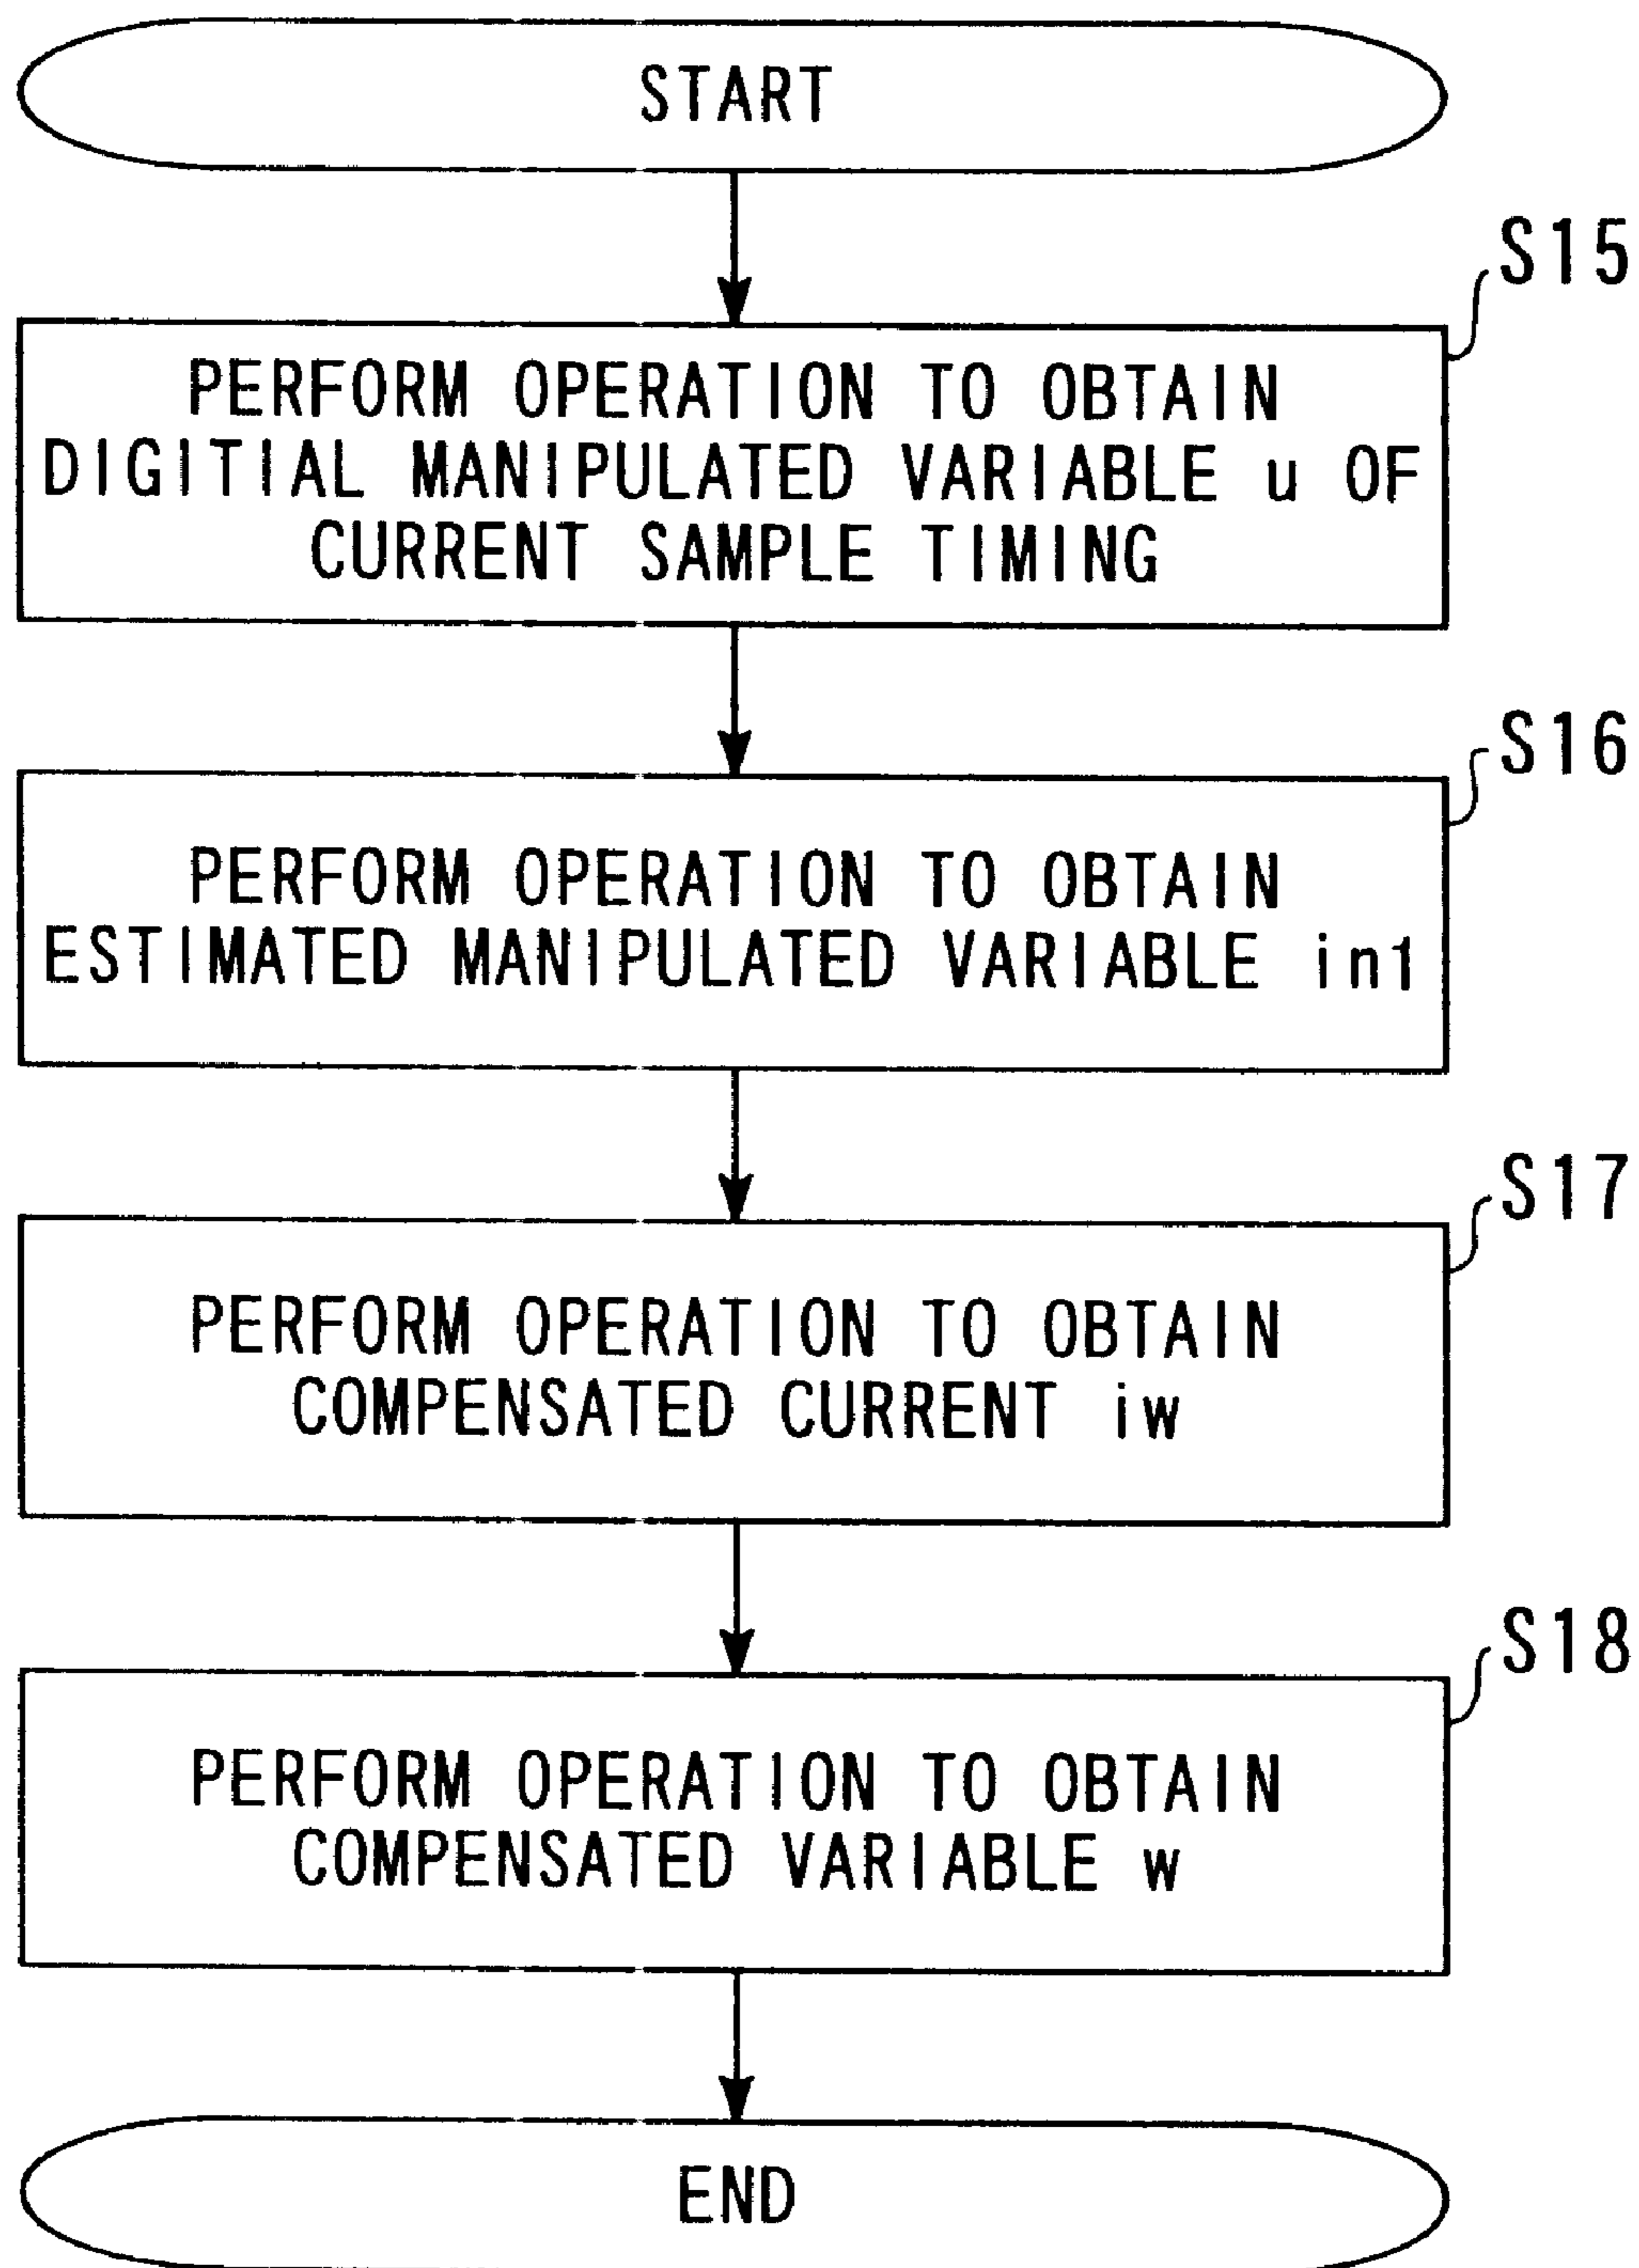 START
S15
PERFORM OPERATION TO OBTAIN
DIGITIAL MANIPULATED VARIABLE u OF
CURRENT SAMPLE TIMING
S16
PERFORM OPERATION TO OBTAIN
ESTIMATED MANIPULATED VARIABLE in1
S17
PERFORM OPERATION TO OBTAIN
COMPENSATED CURRENT iw
S18
PERFORM OPERATION TO OBTAIN
COMPENSATED VARIABLE w
END